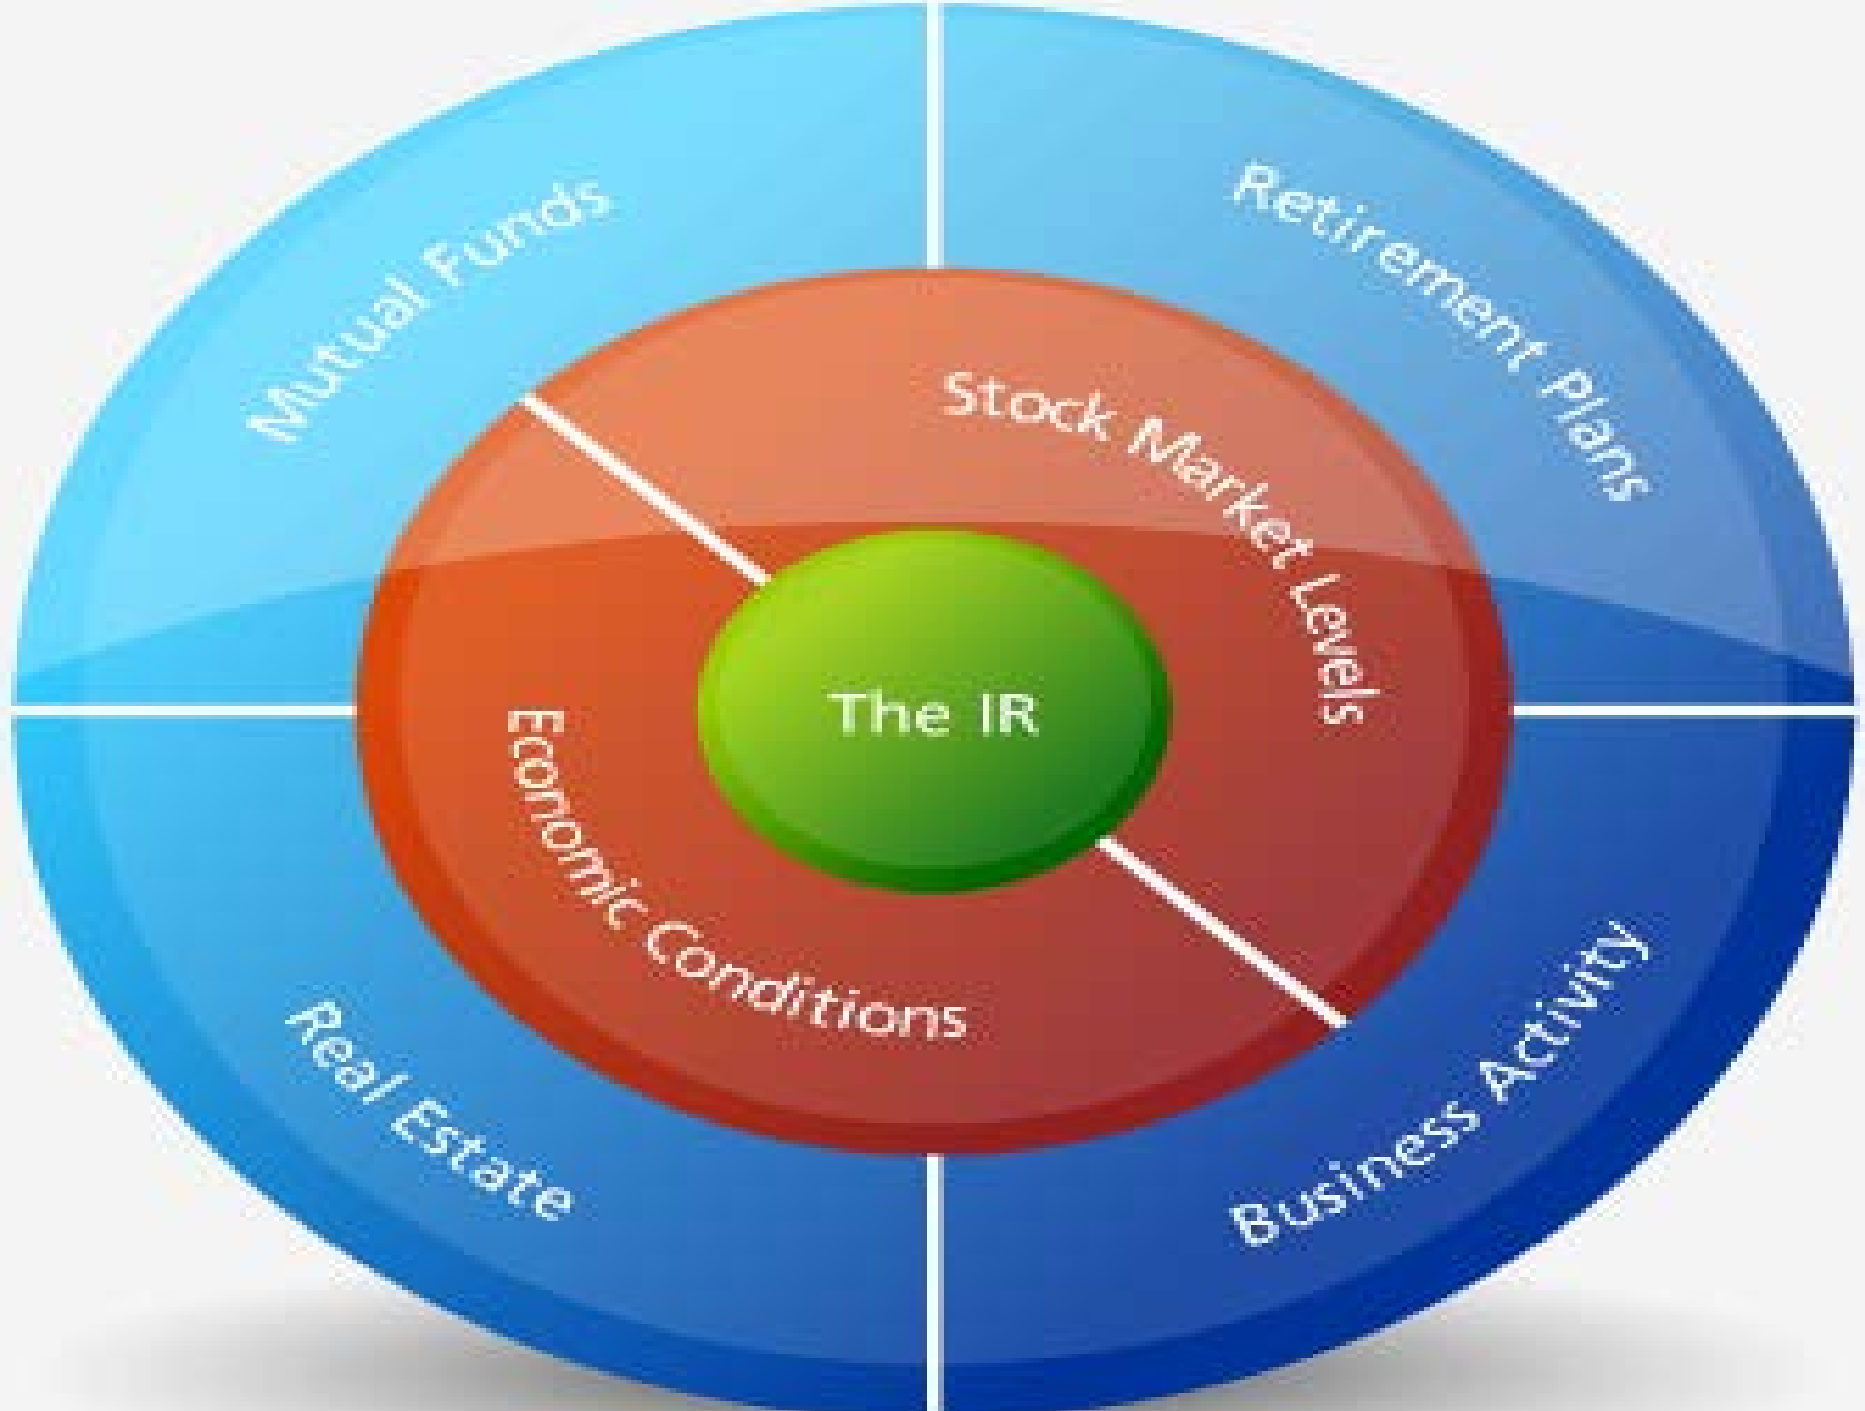 Mutual Funds
Retirement Plans
Stock Market Levels
The IR
Economic Conditions
Real Estate
Business Activity